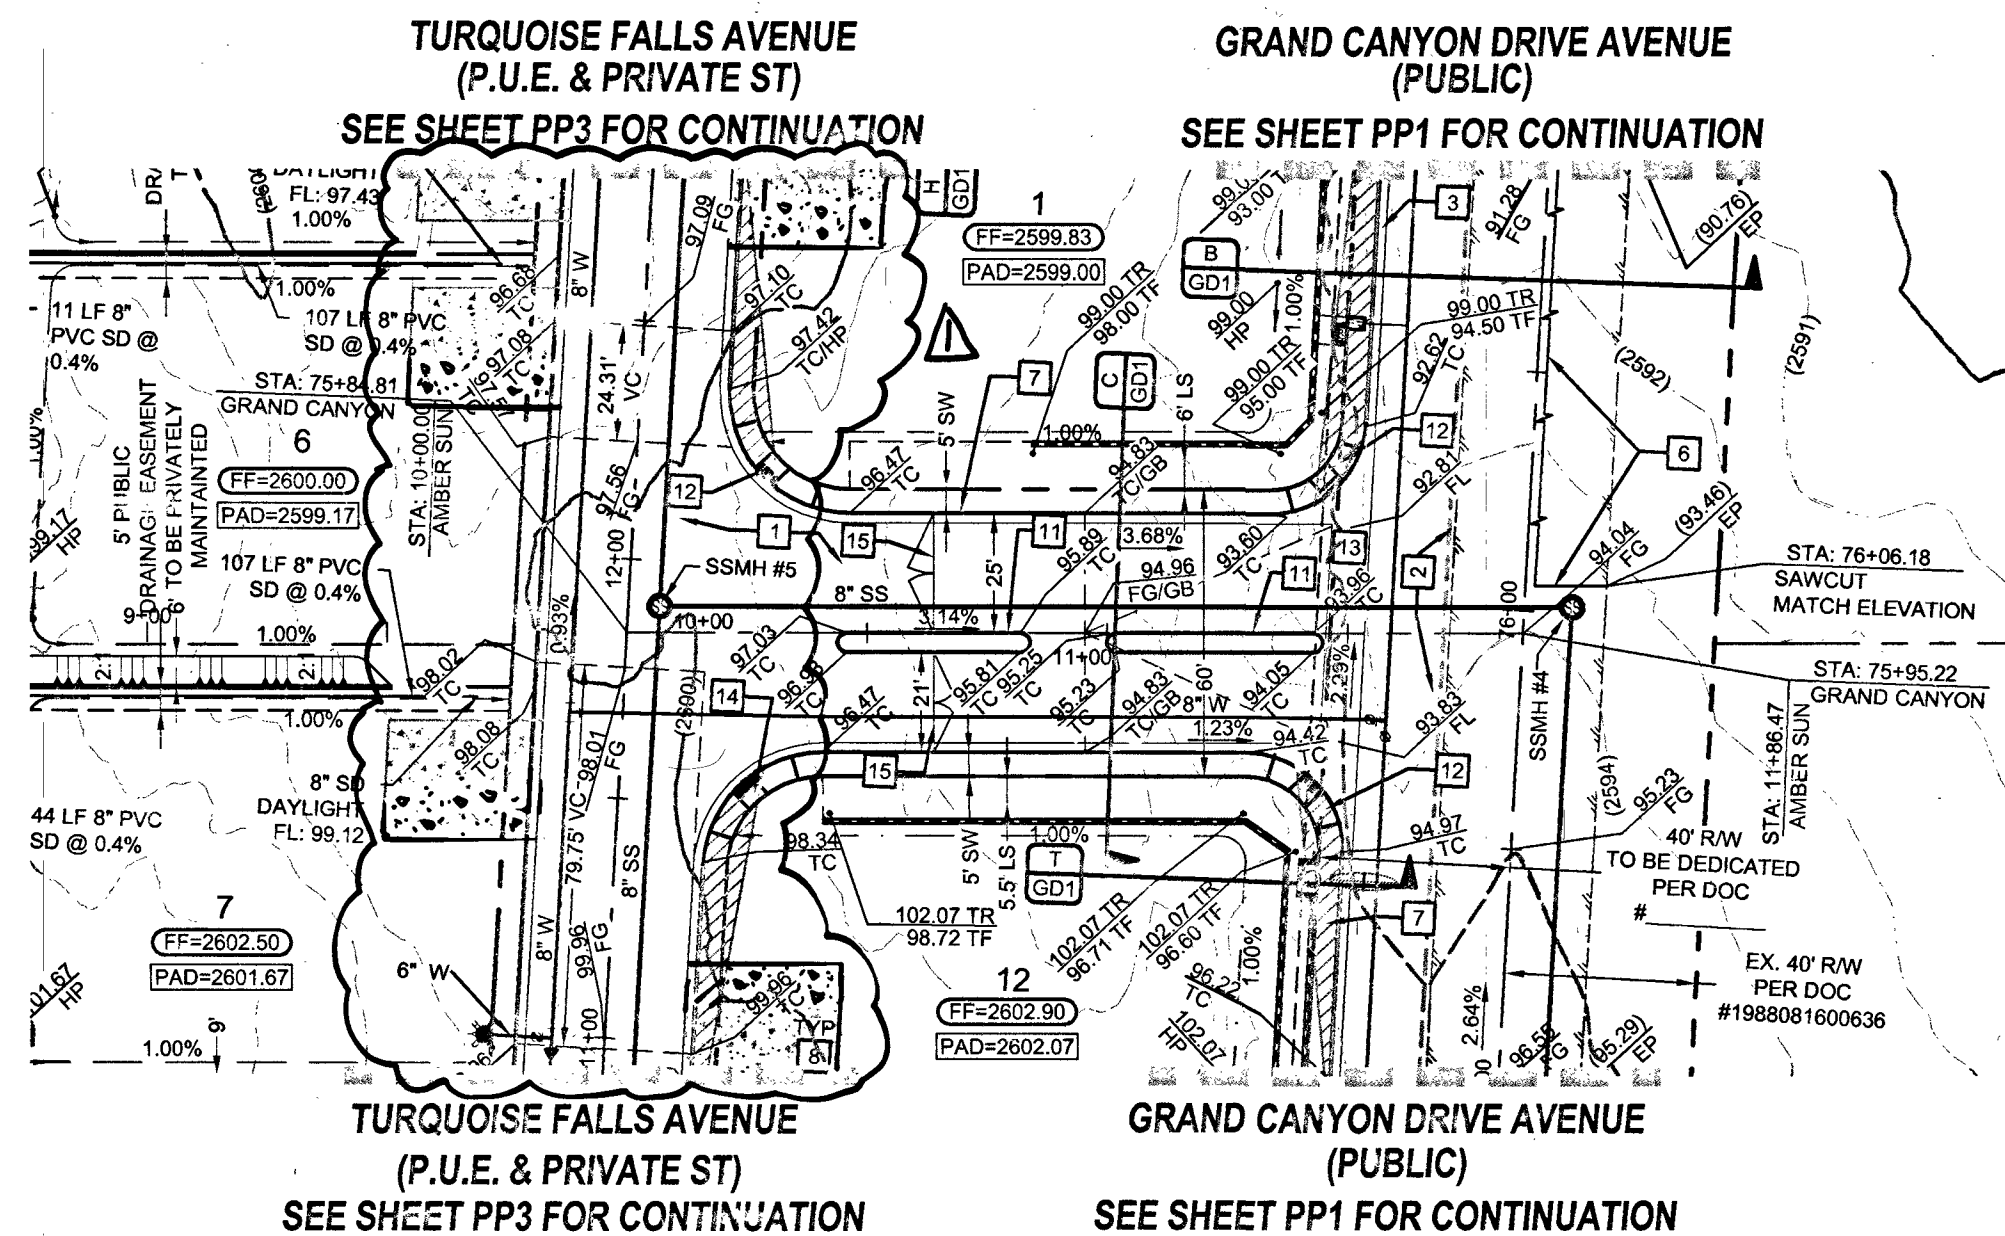 TURQUOISE FALLS AVENUE
(P.U.E. & PRIVATE ST)
SEE SHEET PP3 FOR CONTINUATION
GRAND CANYON DRIVE AVENUE
(PUBLIC)
SEE SHEET PP1 FOR CONTINUATION
DAYLIGHT
FL: 97.43
1.00%
1.00%
11 LF 8"
PVC SD @
0.4%
107 LF 8" PVC
SD @ 0.4%
STA: 75+84.81
GRAND CANYON
STA: 10+00.00
AMBER SUN
5' PUBLIC
DRAINAGE EASEMENT
6' TO BE PRIVATELY
MAINTAINED
6
FF=2600.00
PAD=2599.17
99.17
HP
107 LF 8" PVC
SD @ 0.4%
9+00
1.00%
1.00%
8" SD
DAYLIGHT
FL: 99.12
44 LF 8" PVC
SD @ 0.4%
7
FF=2602.50
PAD=2601.67
01.67
HP
1.00%
9'
6" W
96.68
TC
97.08
TC
8" W
24.31'
VC
97.09
FG
97.10
TC
97.42
TC/HP
97.56
FG
12+00
0.93%
SSMH #5
10+00
98.02
TC
98.08
TC
79.75' VC
98.01
FG
8" SS
8" W
99.96
FG
11+00
(2600)
98.34
TC
99.96
TC
TYP
8
12
1
14
15
15
H
GD1
1
FF=2599.83
PAD=2599.00
99.00 TR
98.00 TF
7
C
GD1
5' SW
6' LS
1.00%
96.47
TC
94.83
TC/GB
11
95.89
TC
3.68%
94.96
FG/GB
25'
8" SS
3.14%
93.60
TC
11
13
93.96
TC
97.03
TC
96.98
TC
96.47
TC
21'
95.81
TC
95.25
TC
11+00
95.23
TC
94.83
TC/GB
60'
8" W
1.23%
94.05
TC
2.29%
94.42
TC
93.83
FL
1.00%
5' SW
5.5' LS
T
GD1
102.07 TR
98.72 TF
102.07 TR
96.71 TF
102.07 TR
96.60 TF
12
FF=2602.90
PAD=2602.07
96.22
TC
102.07
HP
1.00%
93.00
B
GD1
99.00
HP
1.00%
99.00 TR
95.00 TF
3
91.28
FG
(90.76)
EP
99.00 TR
94.50 TF
92.62
TC
12
92.81
FL
6
(2592)
(2591)
(93.46)
EP
94.04
FG
2
76+00
STA: 76+06.18
SAWCUT
MATCH ELEVATION
STA: 75+95.22
GRAND CANYON
STA: 11+86.47
AMBER SUN
SSMH #4
12
(2594)
95.23
FG
94.97
TC
40' R/W
TO BE DEDICATED
PER DOC
#
7
EX. 40' R/W
PER DOC
#1988081600636
2.64%
96.55
FG
(95.29)
EP
TURQUOISE FALLS AVENUE
(P.U.E. & PRIVATE ST)
SEE SHEET PP3 FOR CONTINUATION
GRAND CANYON DRIVE AVENUE
(PUBLIC)
SEE SHEET PP1 FOR CONTINUATION